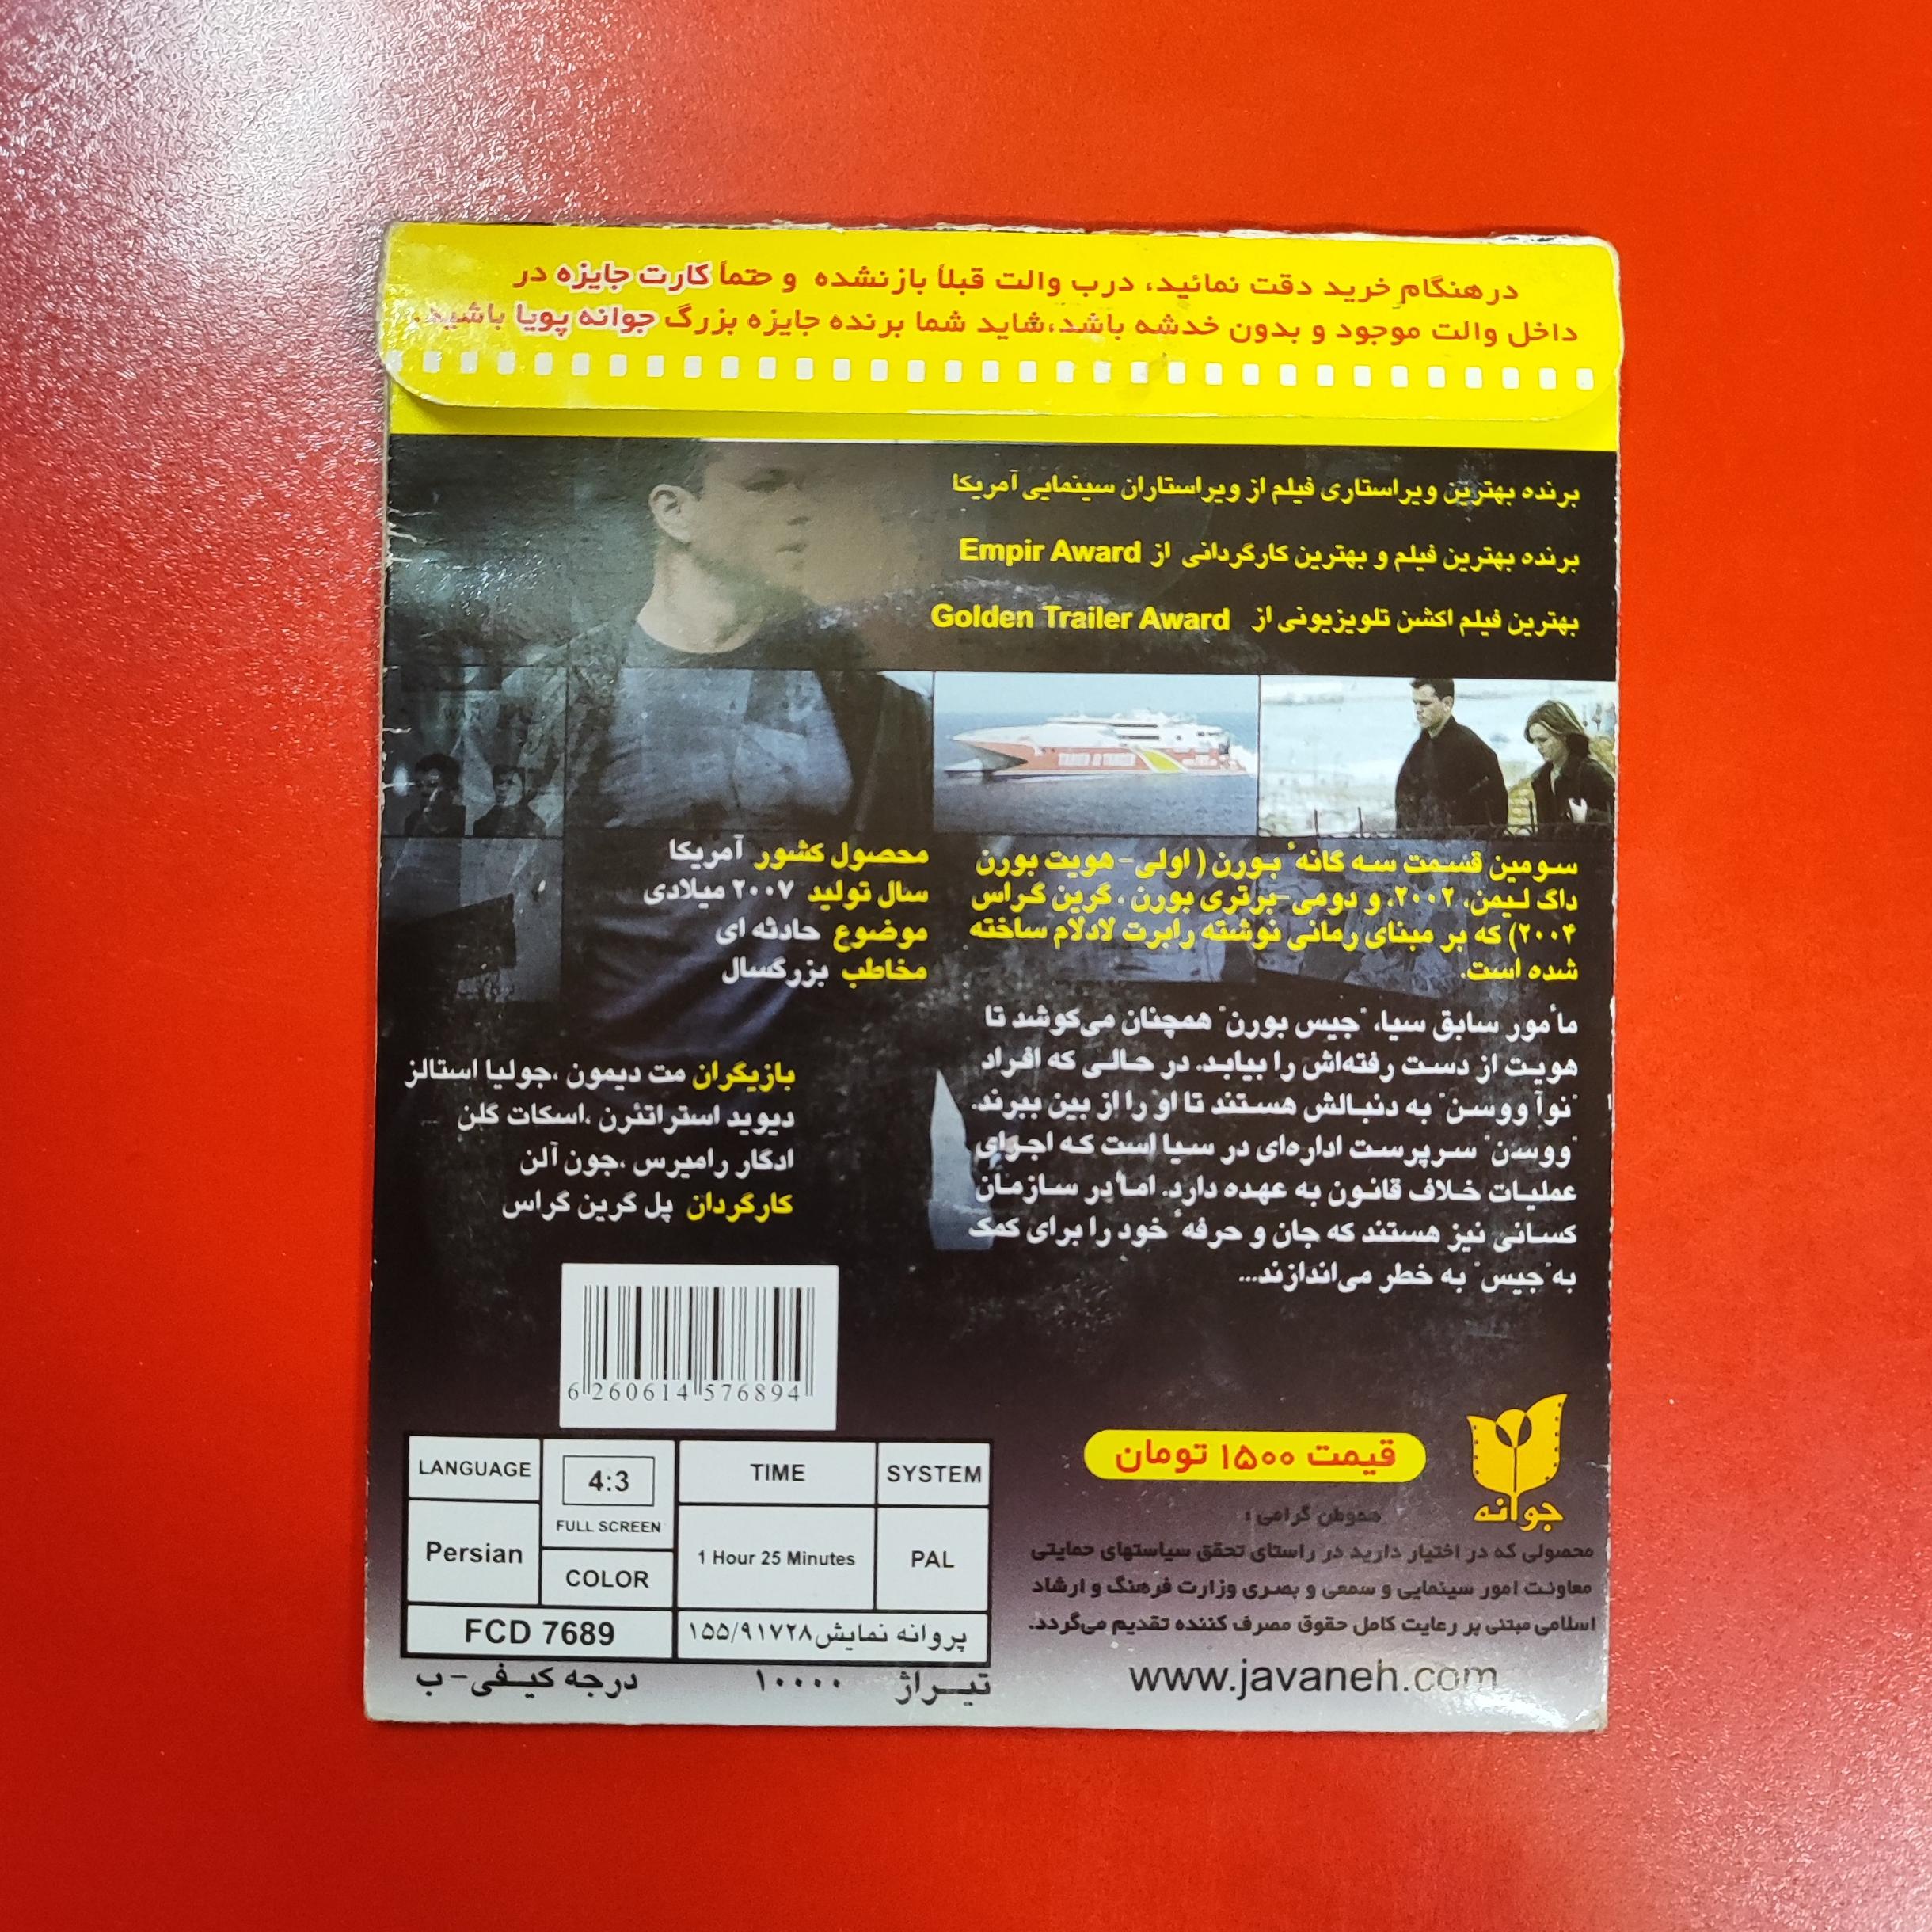 در هنگام خرید دقت نمائید، درب والت قبلاً باز نشده و حتماً کارت جایزه در
داخل والت موجود و بدون خدشه باشد،شاید شما برنده جایزه بزرگ جوانه پویا باشید.
برنده بهترین ویراستاری فیلم از ویراستاران سینمایی آمریکا
برنده بهترین فیلم و بهترین کارگردانی از Empir Award
بهترین فیلم اکشن تلویزیونی از Golden Trailer Award
سومین قسمت سه گانهٔ بورن ( اولی - هویت بورن
داگ لیمن، ۲۰۰۲، و دومی-برتری بورن ، گرین گراس
۲۰۰۴) که بر مبنای رمانی نوشته رابرت لادلام ساخته
شده است.
مأمور سابق سیا، "جیس بورن" همچنان می‌کوشد تا
هویت از دست رفته‌اش را بیابد. در حالی که افراد
"نوآ ووسن" به دنبالش هستند تا او را از بین ببرند.
"ووسن" سرپرست اداره‌ای در سیا است که اجرای
عملیات خلاف قانون به عهده دارد. اما در سازمان
کسانی نیز هستند که جان و حرفهٔ خود را برای کمک
به"جیس" به خطر می‌اندازند...
محصول کشور آمریکا
سال تولید ۲۰۰۷ میلادی
موضوع حادثه ای
مخاطب بزرگسال
بازیگران مت دیمون ،جولیا استالز
دیوید استراتئرن ،اسکات گلن
ادگار رامیرس ،جون آلن
کارگردان پل گرین گراس
6 260614 576894
قیمت ۱۵۰۰ تومان
جوانه
هموطن گرامی :
محصولی که در اختیار دارید در راستای تحقق سیاستهای حمایتی
معاونت امور سینمایی و سمعی و بصری وزارت فرهنگ و ارشاد
اسلامی مبتنی بر رعایت کامل حقوق مصرف کننده تقدیم می‌گردد.
www.javaneh.com
LANGUAGE
Persian
4:3
FULL SCREEN
COLOR
TIME
1 Hour 25 Minutes
SYSTEM
PAL
FCD 7689
پروانه نمایش ۱۵۵/۹۱۷۲۸
تیراژ ۱۰۰۰۰
درجه کیفی - ب